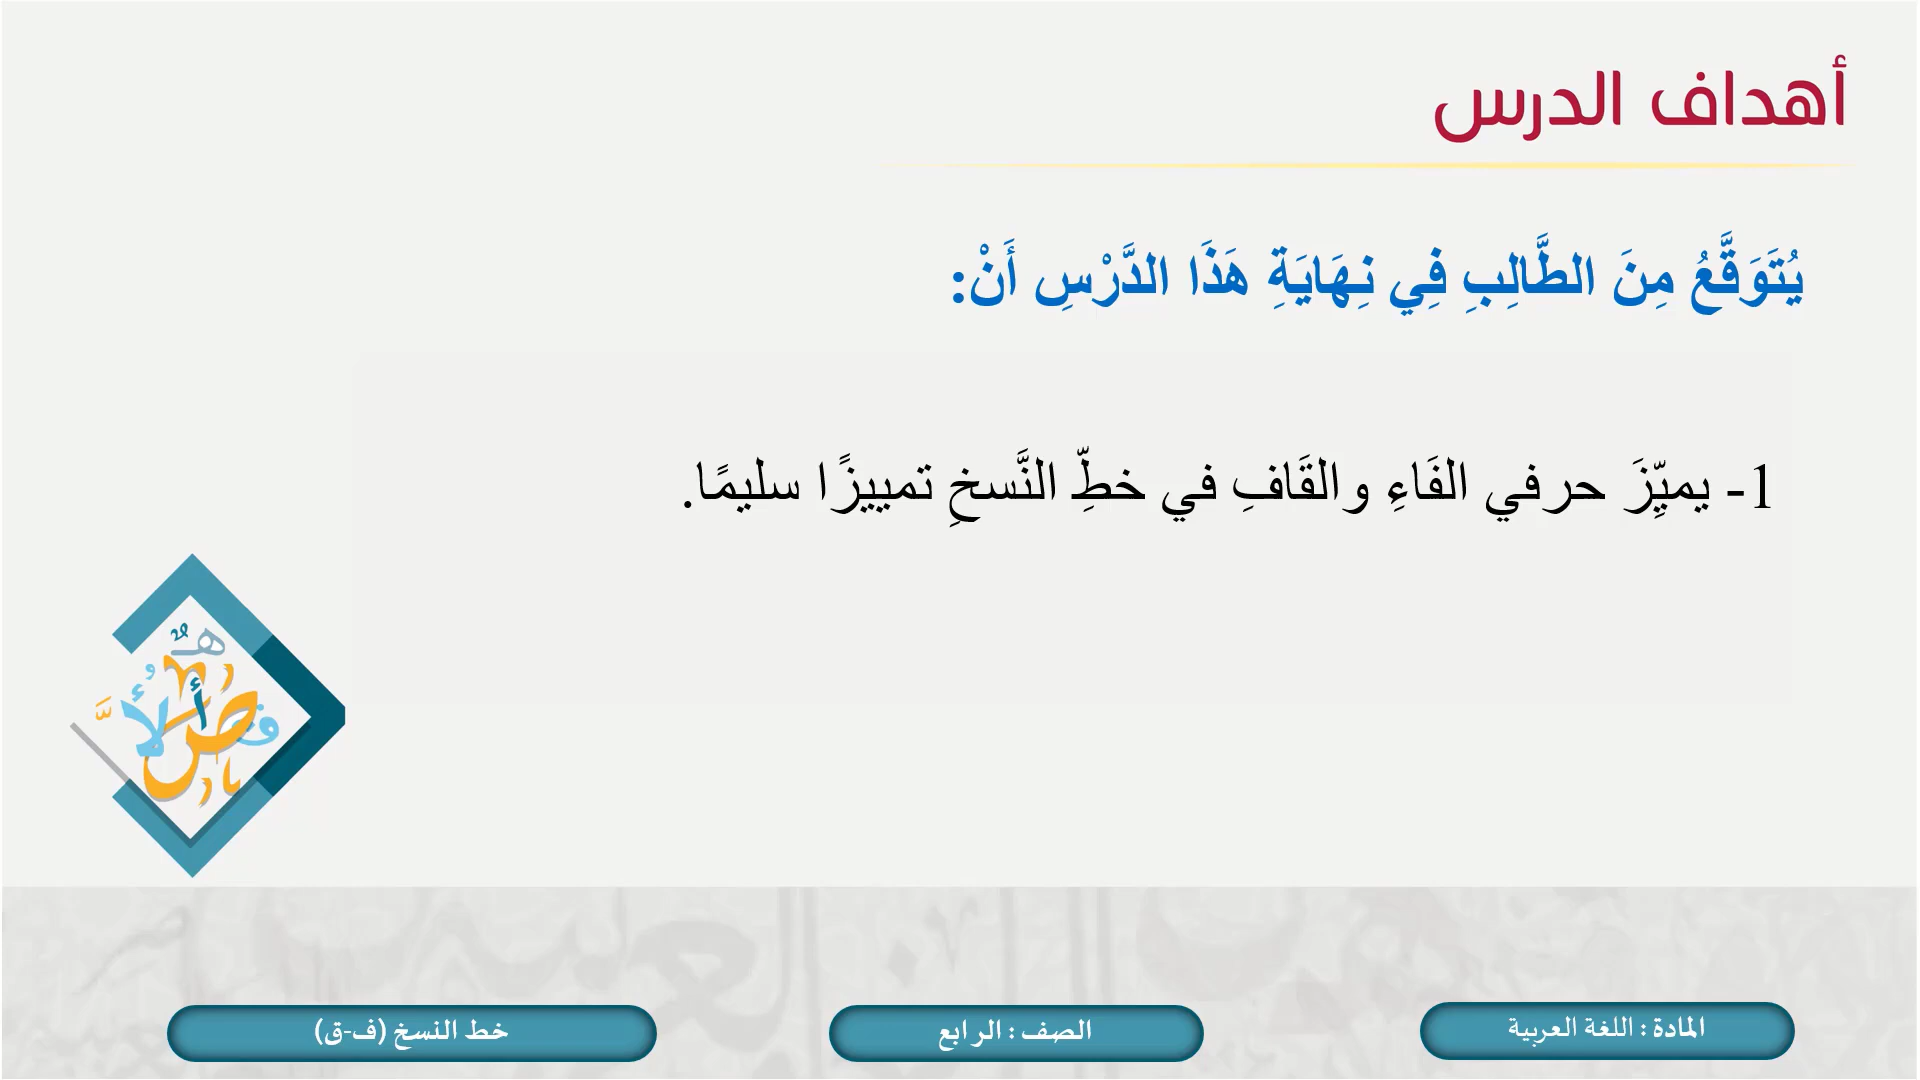 أهداف الدرس
يُتَوَقَّعُ مِنَ الطَّالِبِ فِي نِهَايَةِ هَذَا الدَّرْسِ أَنْ:
1- يميِّزَ حرفي الفَاءِ والقَافِ في خطِّ النَّسخِ تمييزًا سليمًا.
المادة : اللغة العربية
الصف : الرابع
خط النسخ (ف-ق)